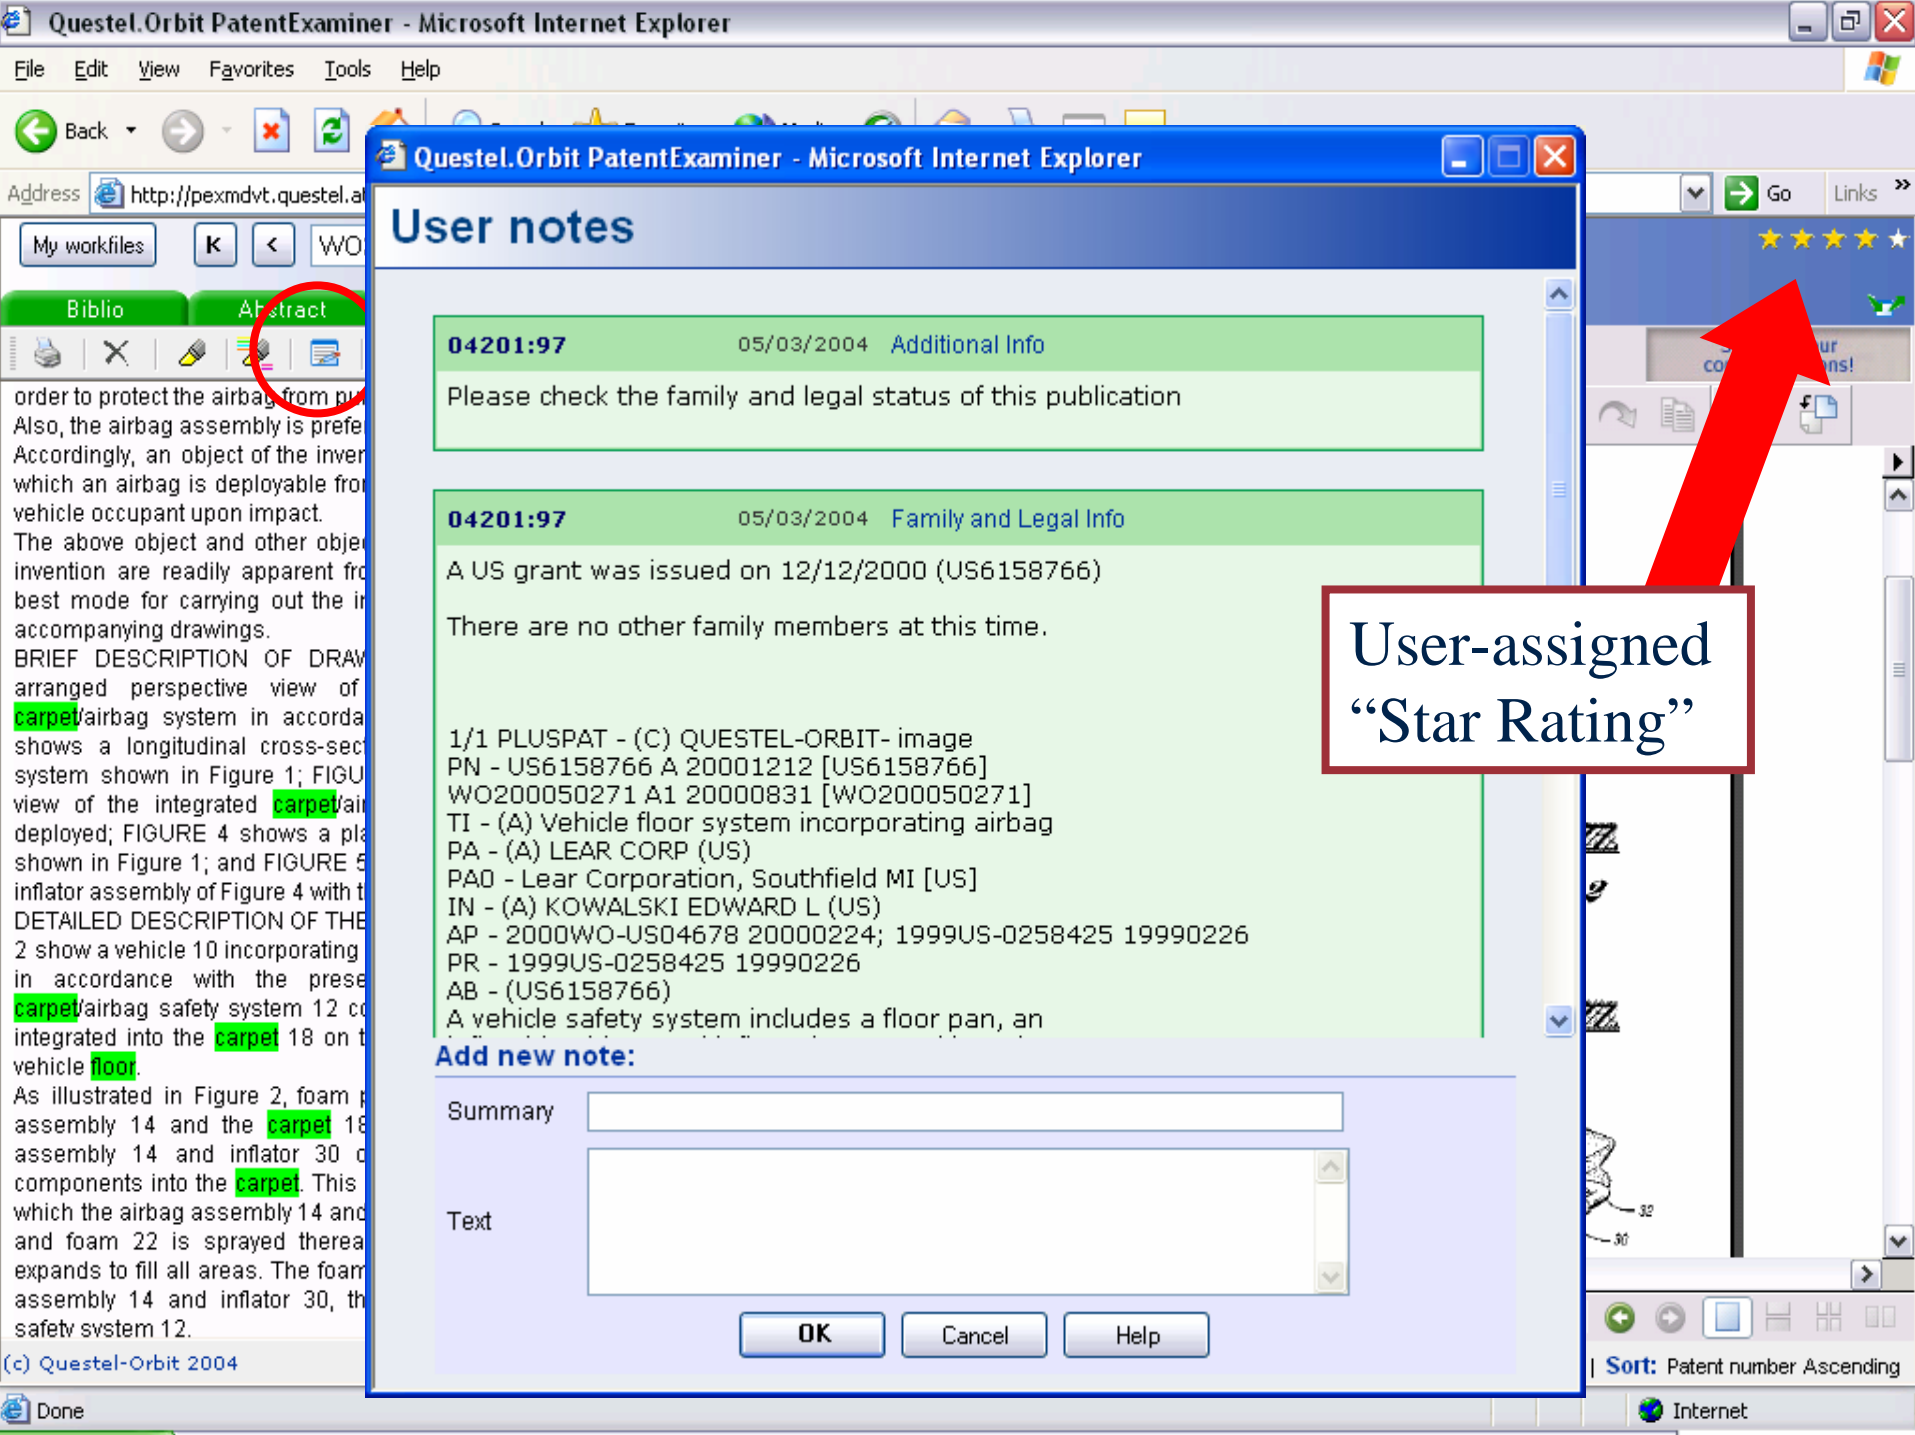 Questel.Orbit PatentExaminer - Microsoft Internet Explorer
File Edit View Favorites Tools Help
Back
Address http://pexmdvt.questel.at
Go Links »
My workfiles K < WO
Biblio Abstract
order to protect the airbag from
Also, the airbag assembly is prefe
Accordingly, an object of the inver
which an airbag is deployable fror
vehicle occupant upon impact.
The above object and other obje
invention are readily apparent fro
best mode for carrying out the ir
accompanying drawings.
BRIEF DESCRIPTION OF DRAW
arranged perspective view of
carpet/airbag system in accorda
shows a longitudinal cross-sect
system shown in Figure 1; FIGU
view of the integrated carpet/air
deployed; FIGURE 4 shows a pla
shown in Figure 1; and FIGURE 5
inflator assembly of Figure 4 with t
DETAILED DESCRIPTION OF THE
2 show a vehicle 10 incorporating
in accordance with the prese
carpet/airbag safety system 12 co
integrated into the carpet 18 on t
vehicle floor.
As illustrated in Figure 2, foam p
assembly 14 and the carpet 18
assembly 14 and inflator 30 c
components into the carpet. This
which the airbag assembly 14 and
and foam 22 is sprayed therea
expands to fill all areas. The foam
assembly 14 and inflator 30, th
safety system 12.
(c) Questel-Orbit 2004
Done
Questel.Orbit PatentExaminer - Microsoft Internet Explorer
User notes
04201:97 05/03/2004 Additional Info
Please check the family and legal status of this publication
04201:97 05/03/2004 Family and Legal Info
A US grant was issued on 12/12/2000 (US6158766)
There are no other family members at this time.
1/1 PLUSPAT - (C) QUESTEL-ORBIT- image
PN - US6158766 A 20001212 [US6158766]
WO200050271 A1 20000831 [WO200050271]
TI - (A) Vehicle floor system incorporating airbag
PA - (A) LEAR CORP (US)
PA0 - Lear Corporation, Southfield MI [US]
IN - (A) KOWALSKI EDWARD L (US)
AP - 2000WO-US04678 20000224; 1999US-0258425 19990226
PR - 1999US-0258425 19990226
AB - (US6158766)
A vehicle safety system includes a floor pan, an
Add new note:
Summary
Text
OK Cancel Help
User-assigned
“Star Rating”
32
30
Sort: Patent number Ascending
Internet